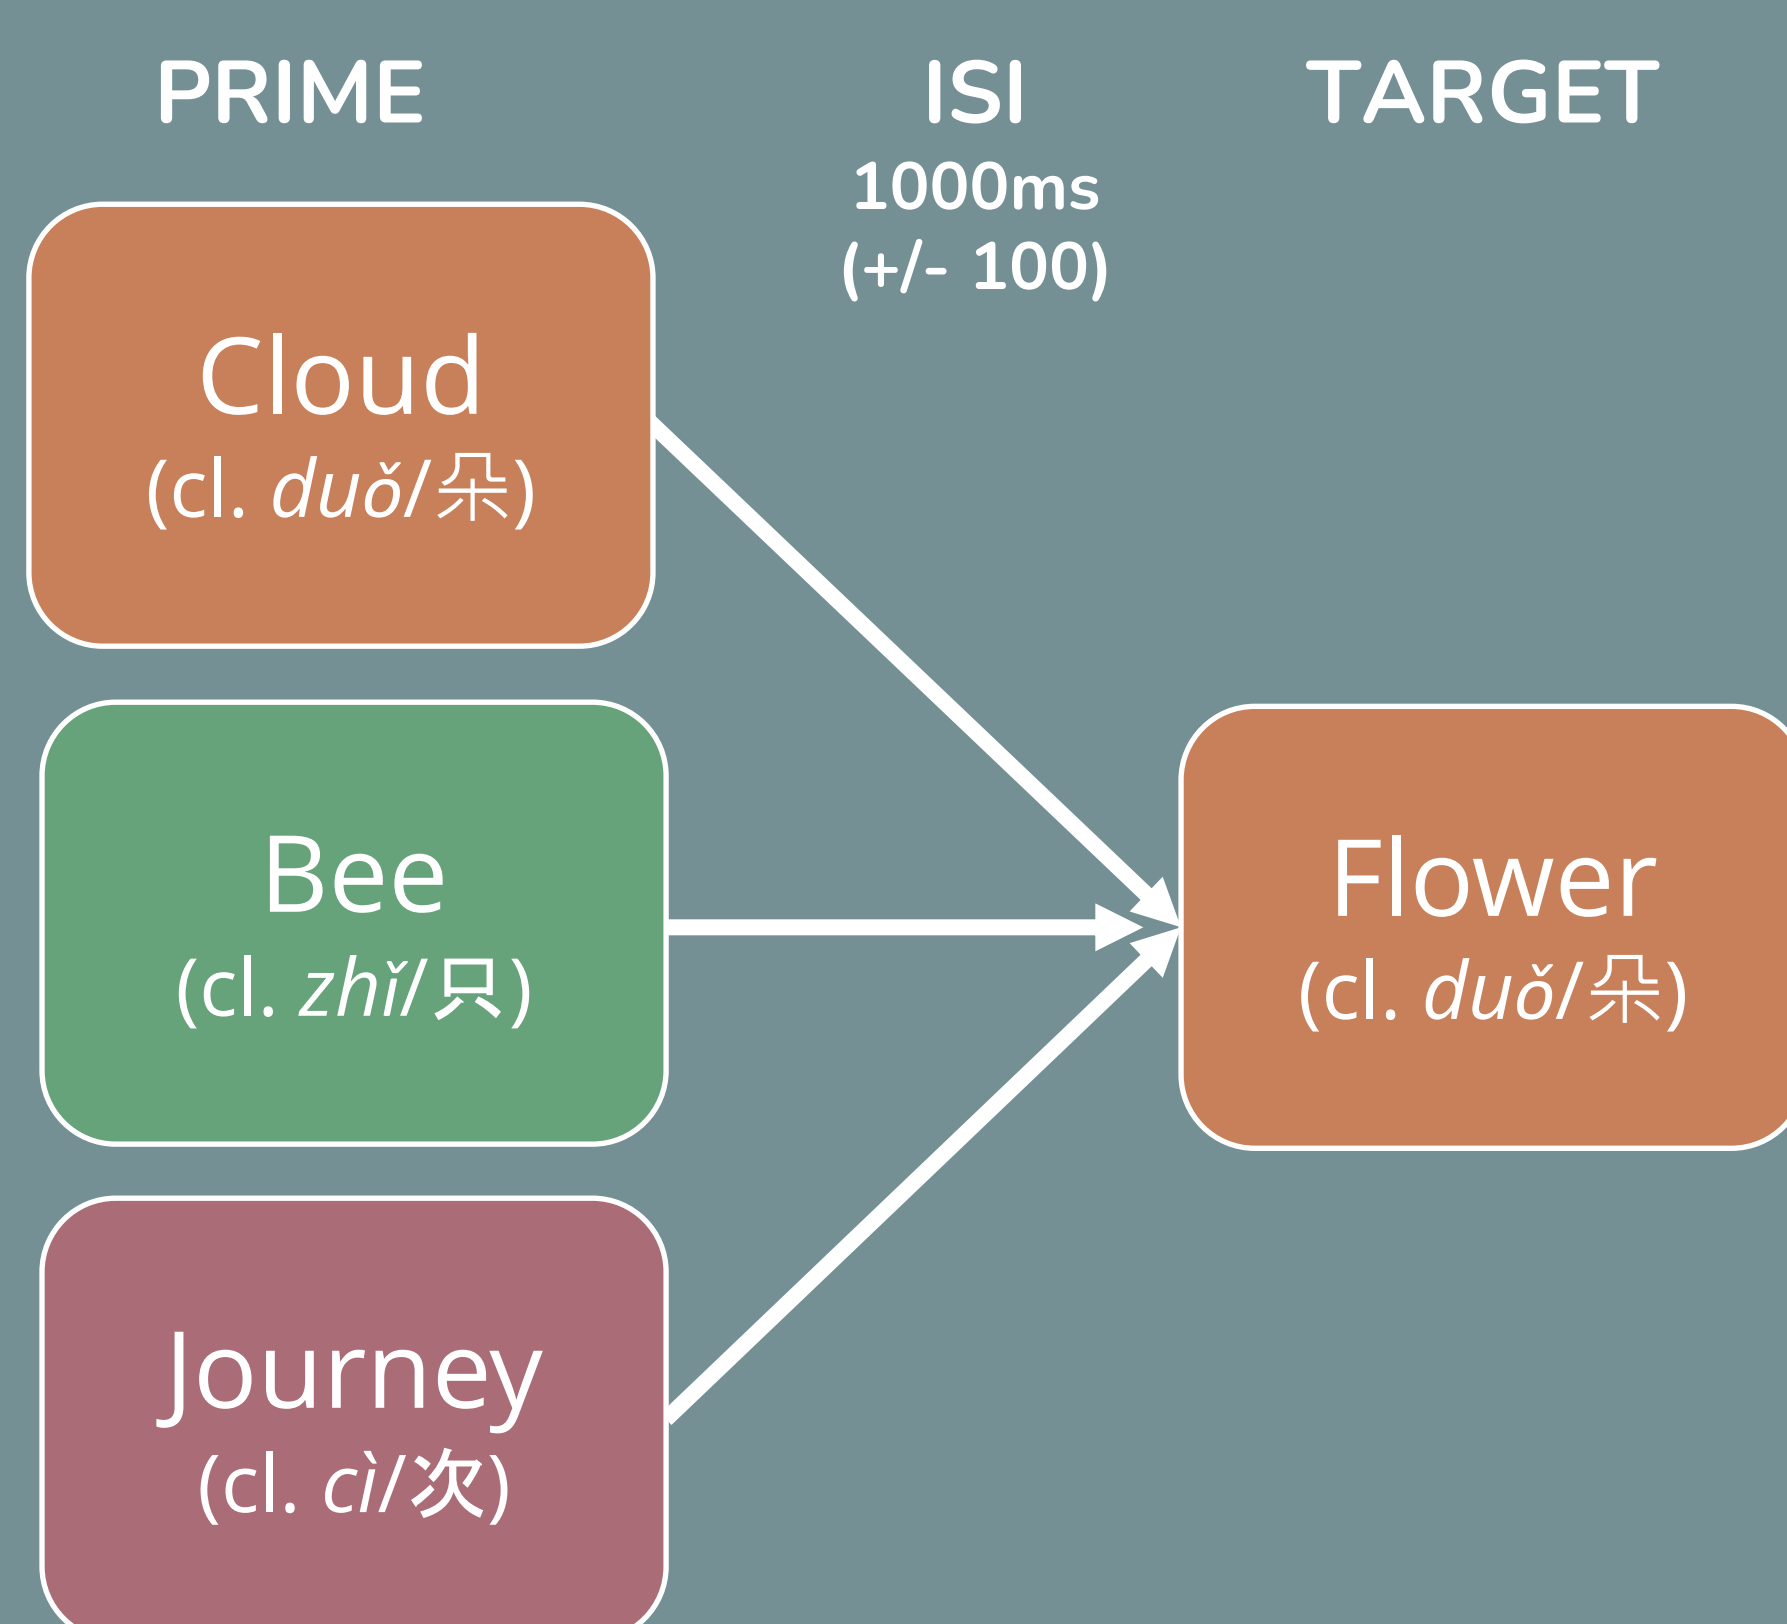 PRIME
ISI
TARGET
1000ms
(+/- 100)
Cloud
(cl. duǒ/朵)
Bee
(cl. zhǐ/只)
Flower
(cl. duǒ/朵)
Journey
(cl. cì/次)